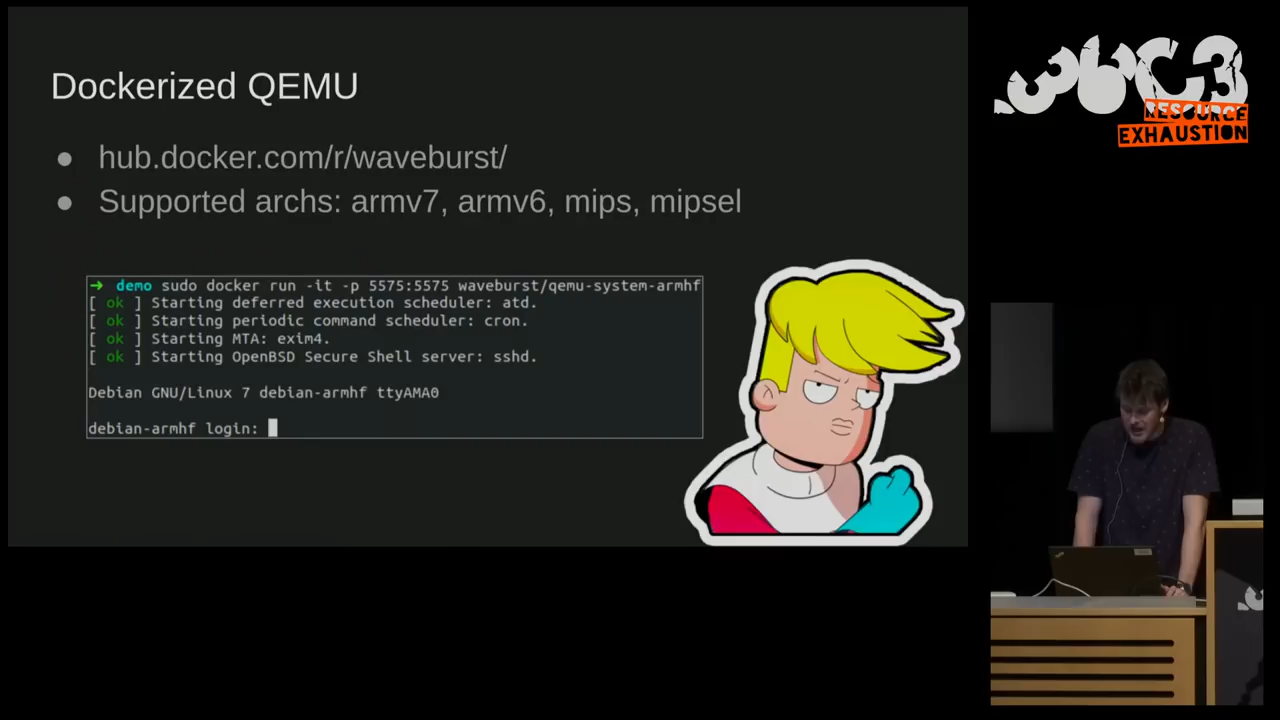 Dockerized QEMU
● hub.docker.com/r/waveburst/
● Supported archs: armv7, armv6, mips, mipsel
➜ demo sudo docker run -it -p 5575:5575 waveburst/qemu-system-armhf
[ ok ] Starting deferred execution scheduler: atd.
[ ok ] Starting periodic command scheduler: cron.
[ ok ] Starting MTA: exim4.
[ ok ] Starting OpenBSD Secure Shell server: sshd.
Debian GNU/Linux 7 debian-armhf ttyAMA0
debian-armhf login:
36C3
RESOURCE
EXHAUSTION